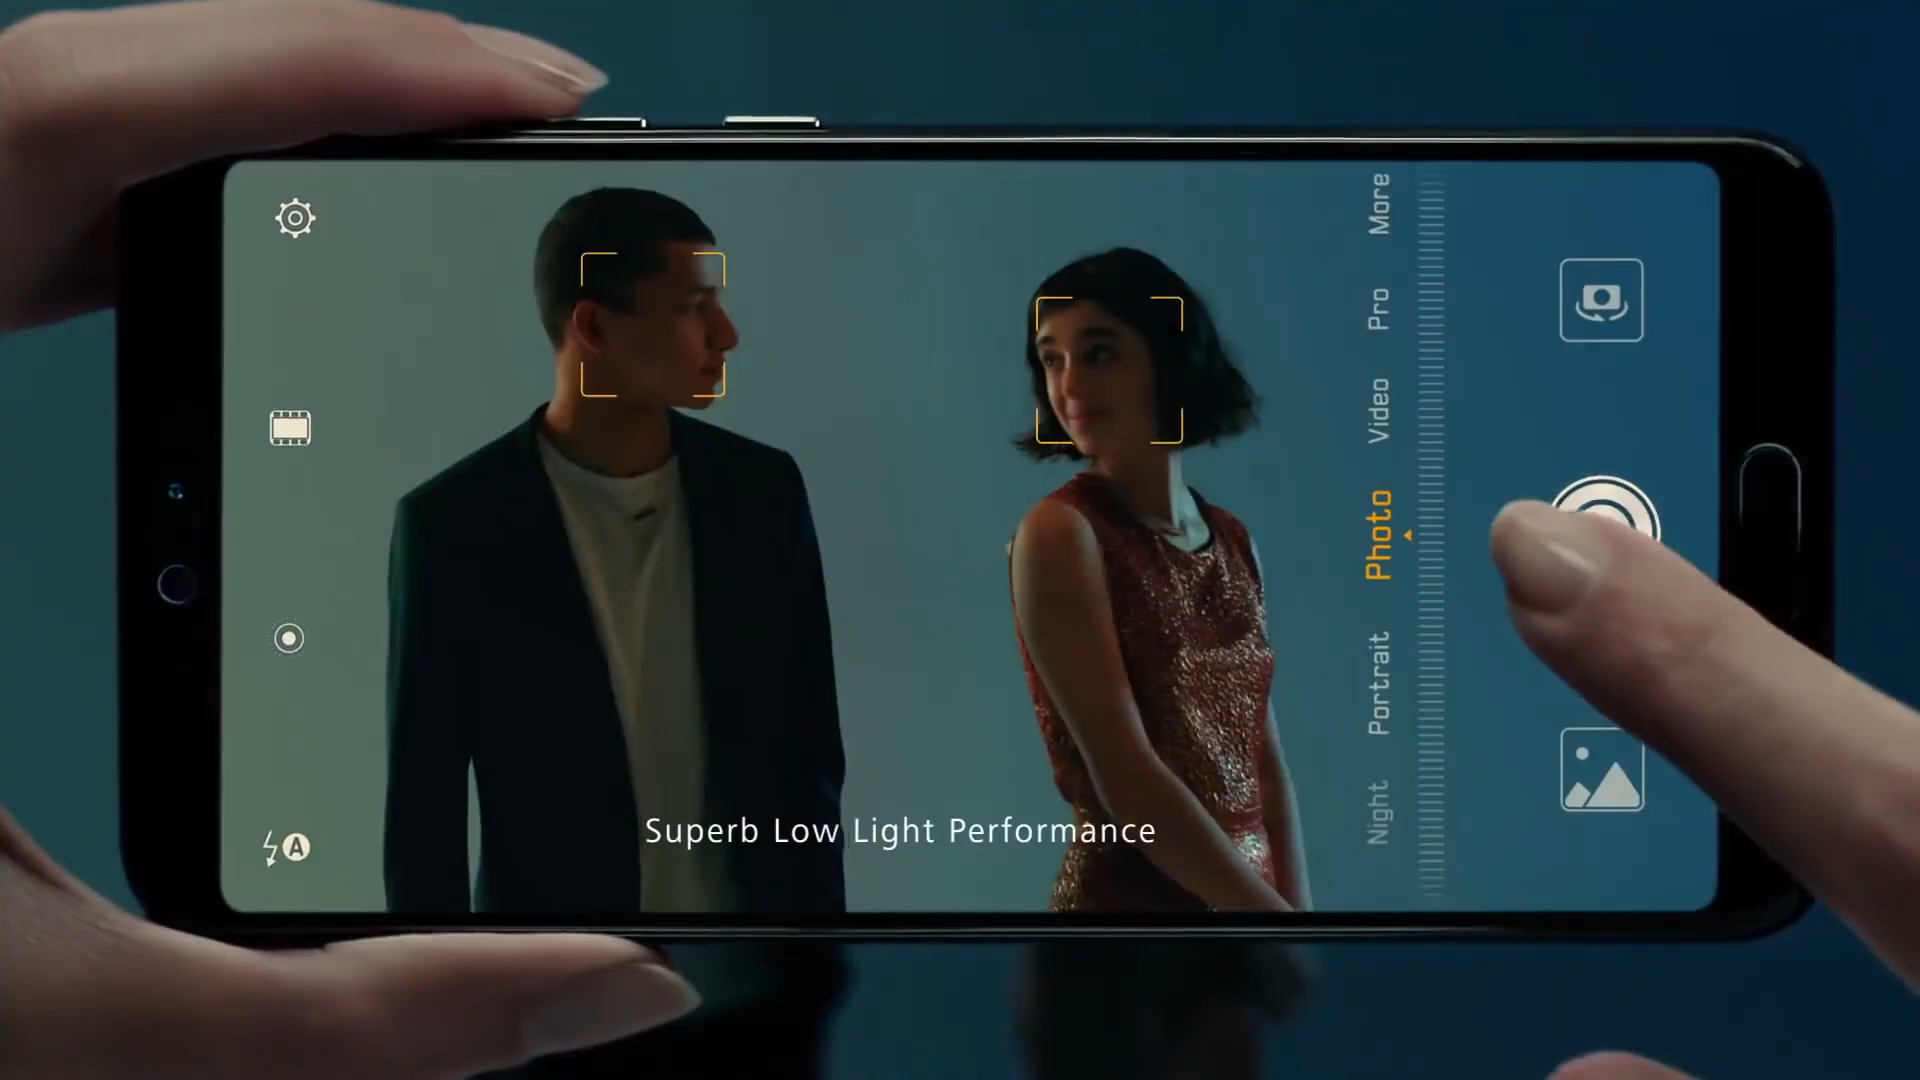 More
Pro
Video
Photo
Portrait
Night
A
Superb Low Light Performance